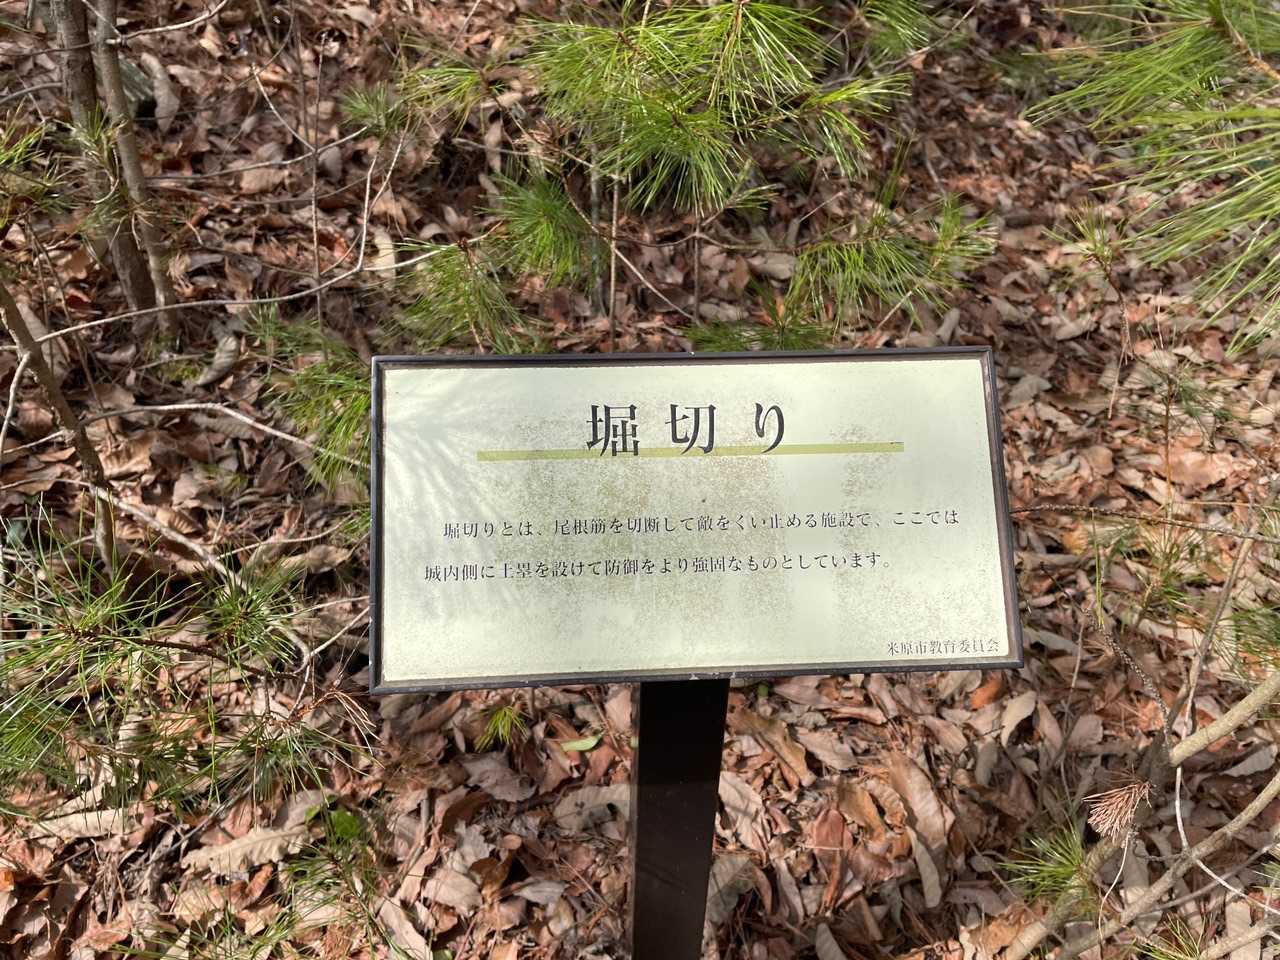 堀切り
堀切りとは、尾根筋を切断して敵をくい止める施設で、ここでは
城内側に土塁を設けて防御をより強固なものとしています。
米原市教育委員会